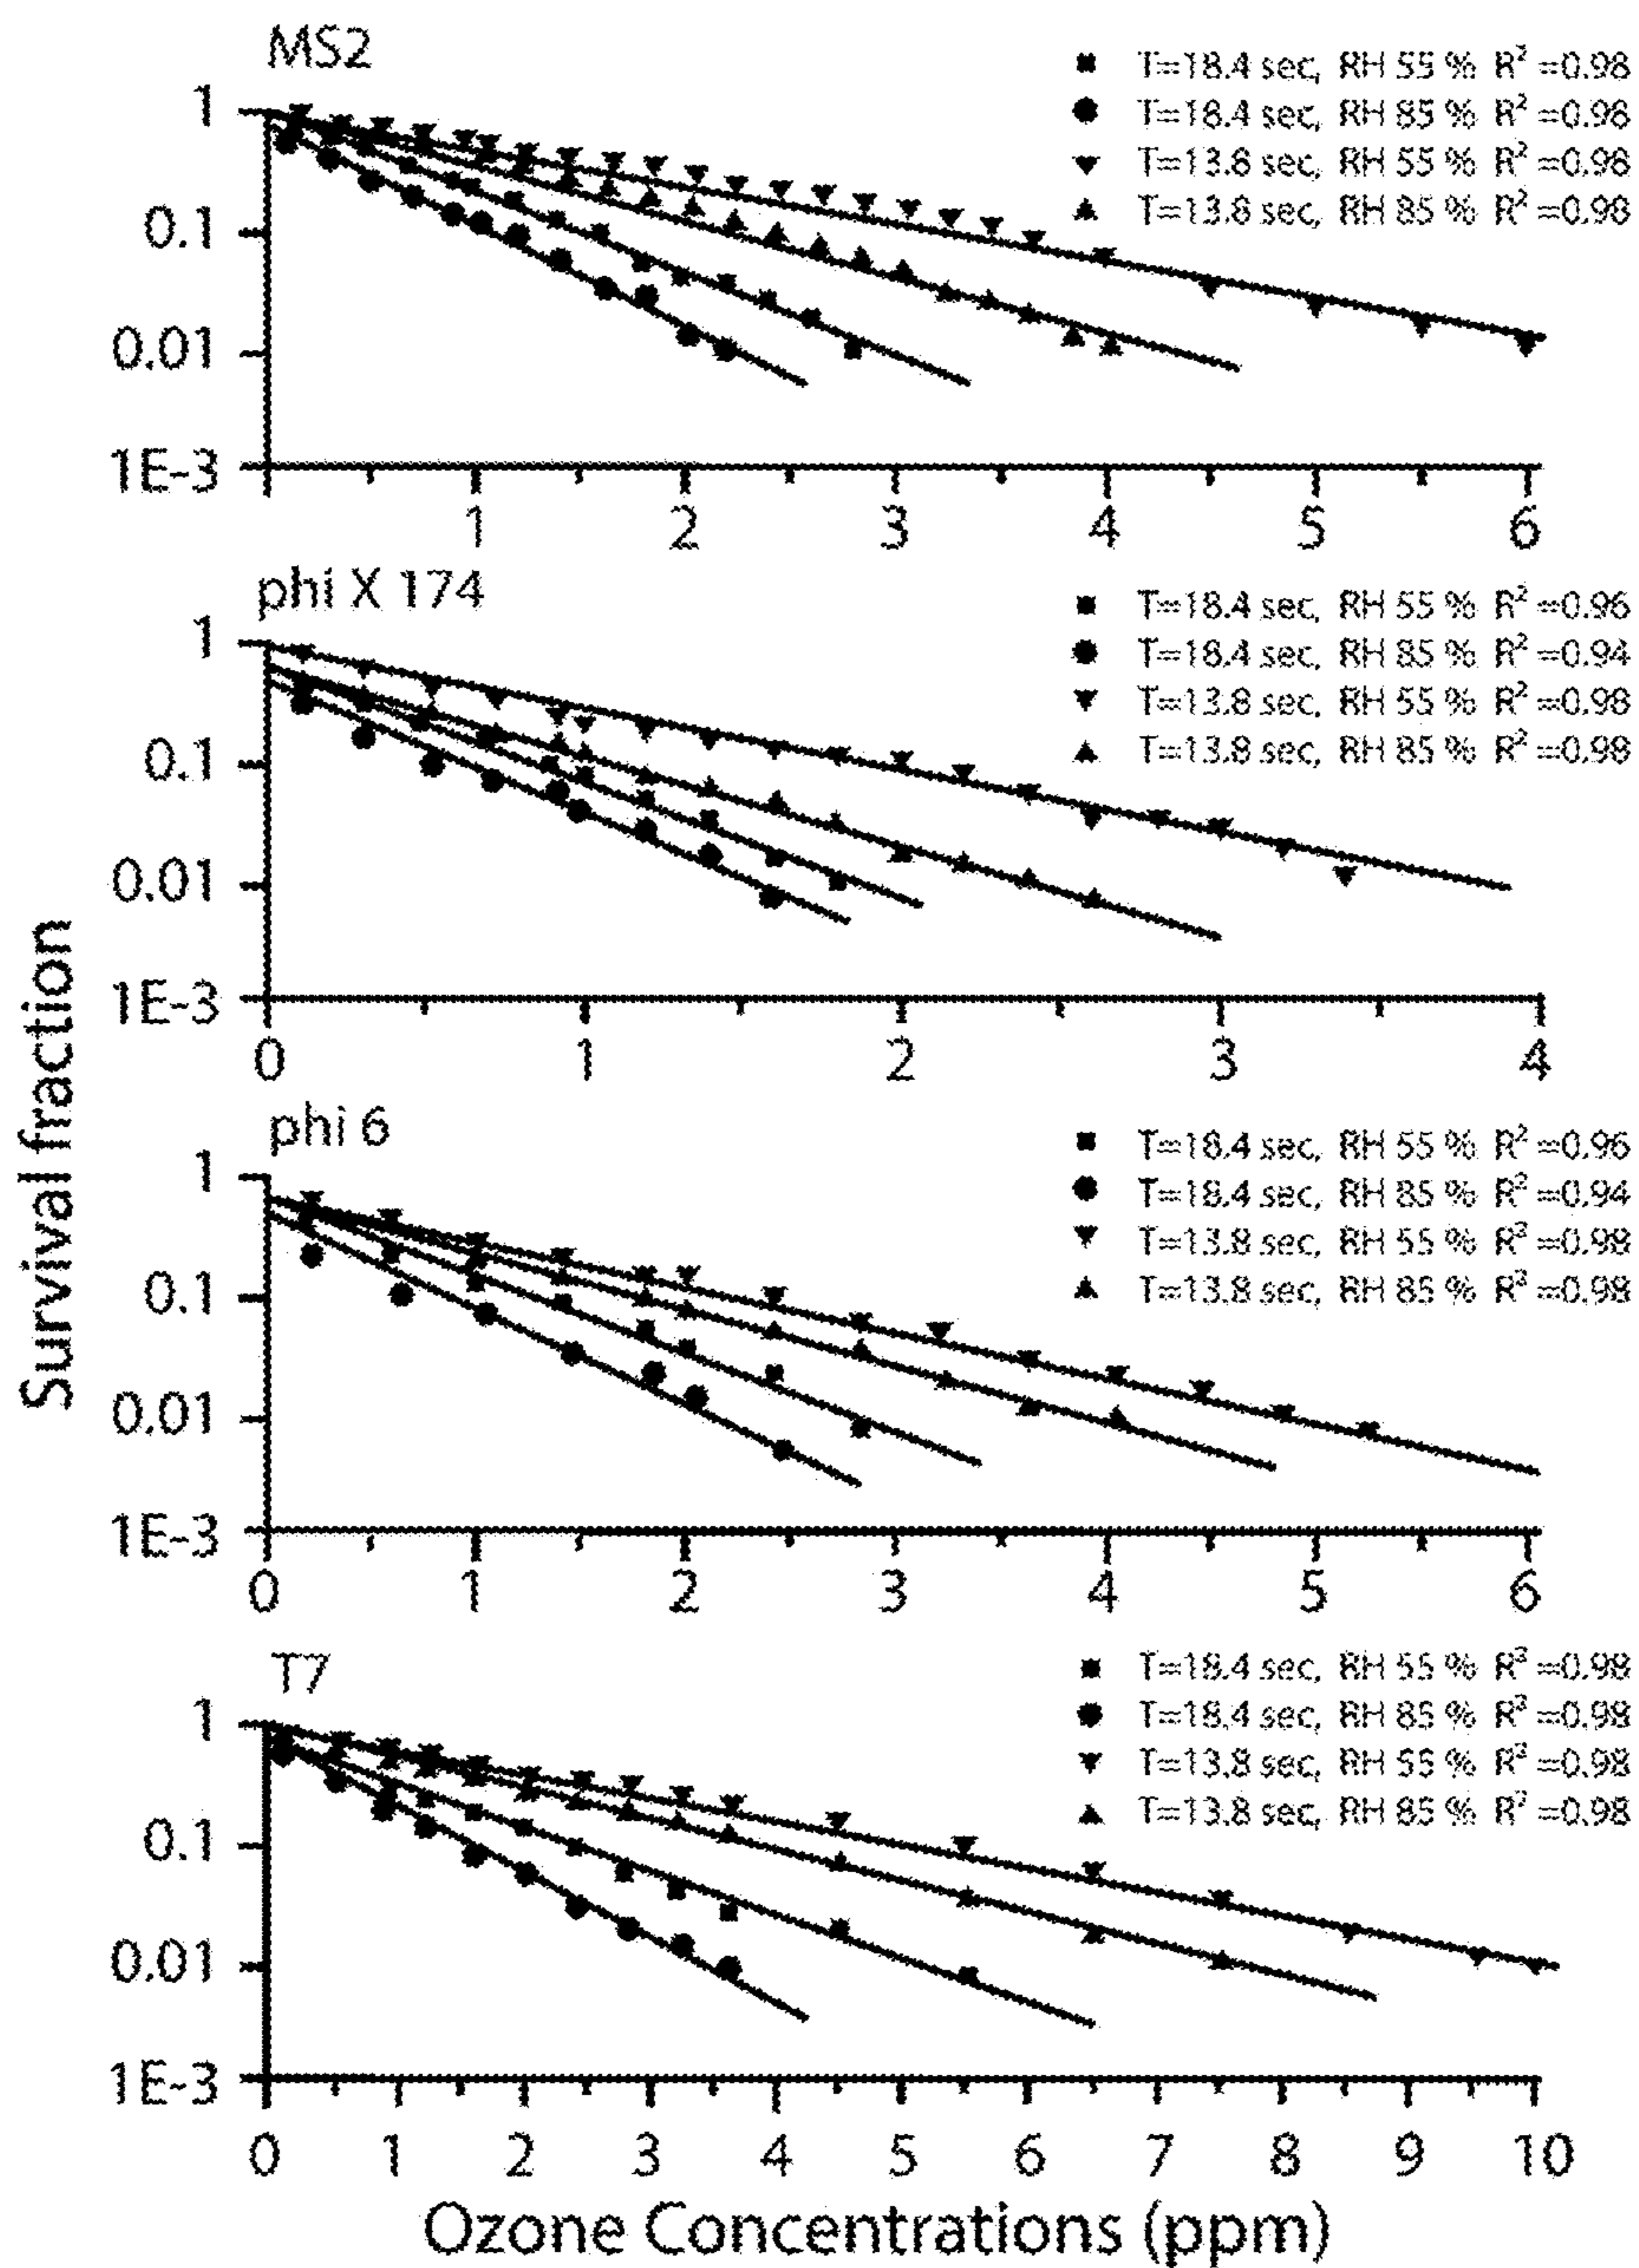 MS2
T=18.4 sec, RH 55 % R² =0.98
T=18.4 sec, RH 85 % R² =0.98
T=13.8 sec, RH 55 % R² =0.98
T=13.8 sec, RH 85 % R² =0.98
1
0.1
0.01
1E-3
1 2 3 4 5 6
phi X 174
T=18.4 sec, RH 55 % R² =0.96
T=18.4 sec, RH 85 % R² =0.94
T=13.8 sec, RH 55 % R² =0.98
T=13.8 sec, RH 85 % R² =0.98
1
0.1
0.01
1E-3
0 1 2 3 4
Survival fraction
phi 6
T=18.4 sec, RH 55 % R² =0.96
T=18.4 sec, RH 85 % R² =0.94
T=13.8 sec, RH 55 % R² =0.98
T=13.8 sec, RH 85 % R² =0.98
1
0.1
0.01
1E-3
0 1 2 3 4 5 6
T7
T=18.4 sec, RH 55 % R² =0.98
T=18.4 sec, RH 85 % R² =0.98
T=13.8 sec, RH 55 % R² =0.98
T=13.8 sec, RH 85 % R² =0.98
1
0.1
0.01
1E-3
0 1 2 3 4 5 6 7 8 9 10
Ozone Concentrations (ppm)